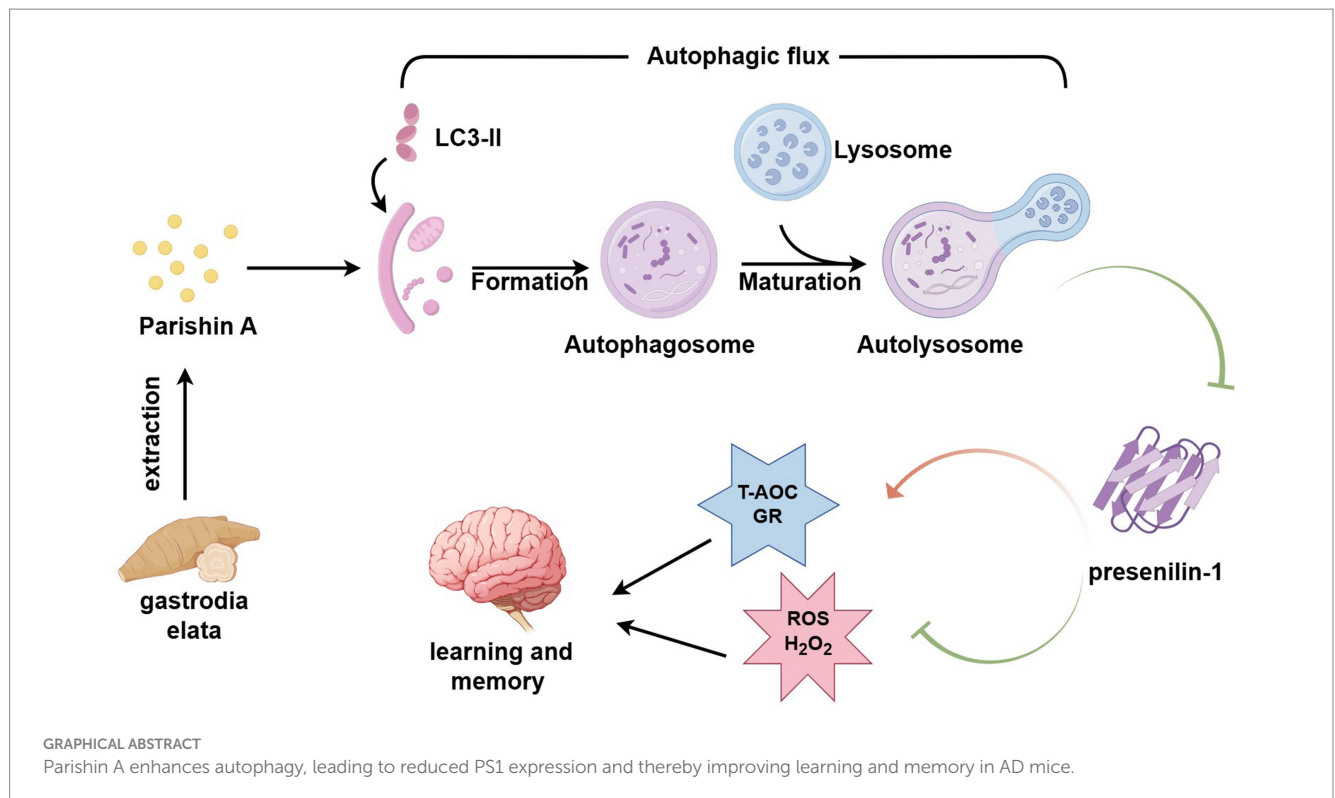 Autophagic flux
LC3-II
Lysosome
Formation
Maturation
Parishin A
Autophagosome
Autolysosome
extraction
T-AOC
GR
presenilin-1
gastrodia
elata
ROS
H₂O₂
learning and
memory
GRAPHICAL ABSTRACT
Parishin A enhances autophagy, leading to reduced PS1 expression and thereby improving learning and memory in AD mice.